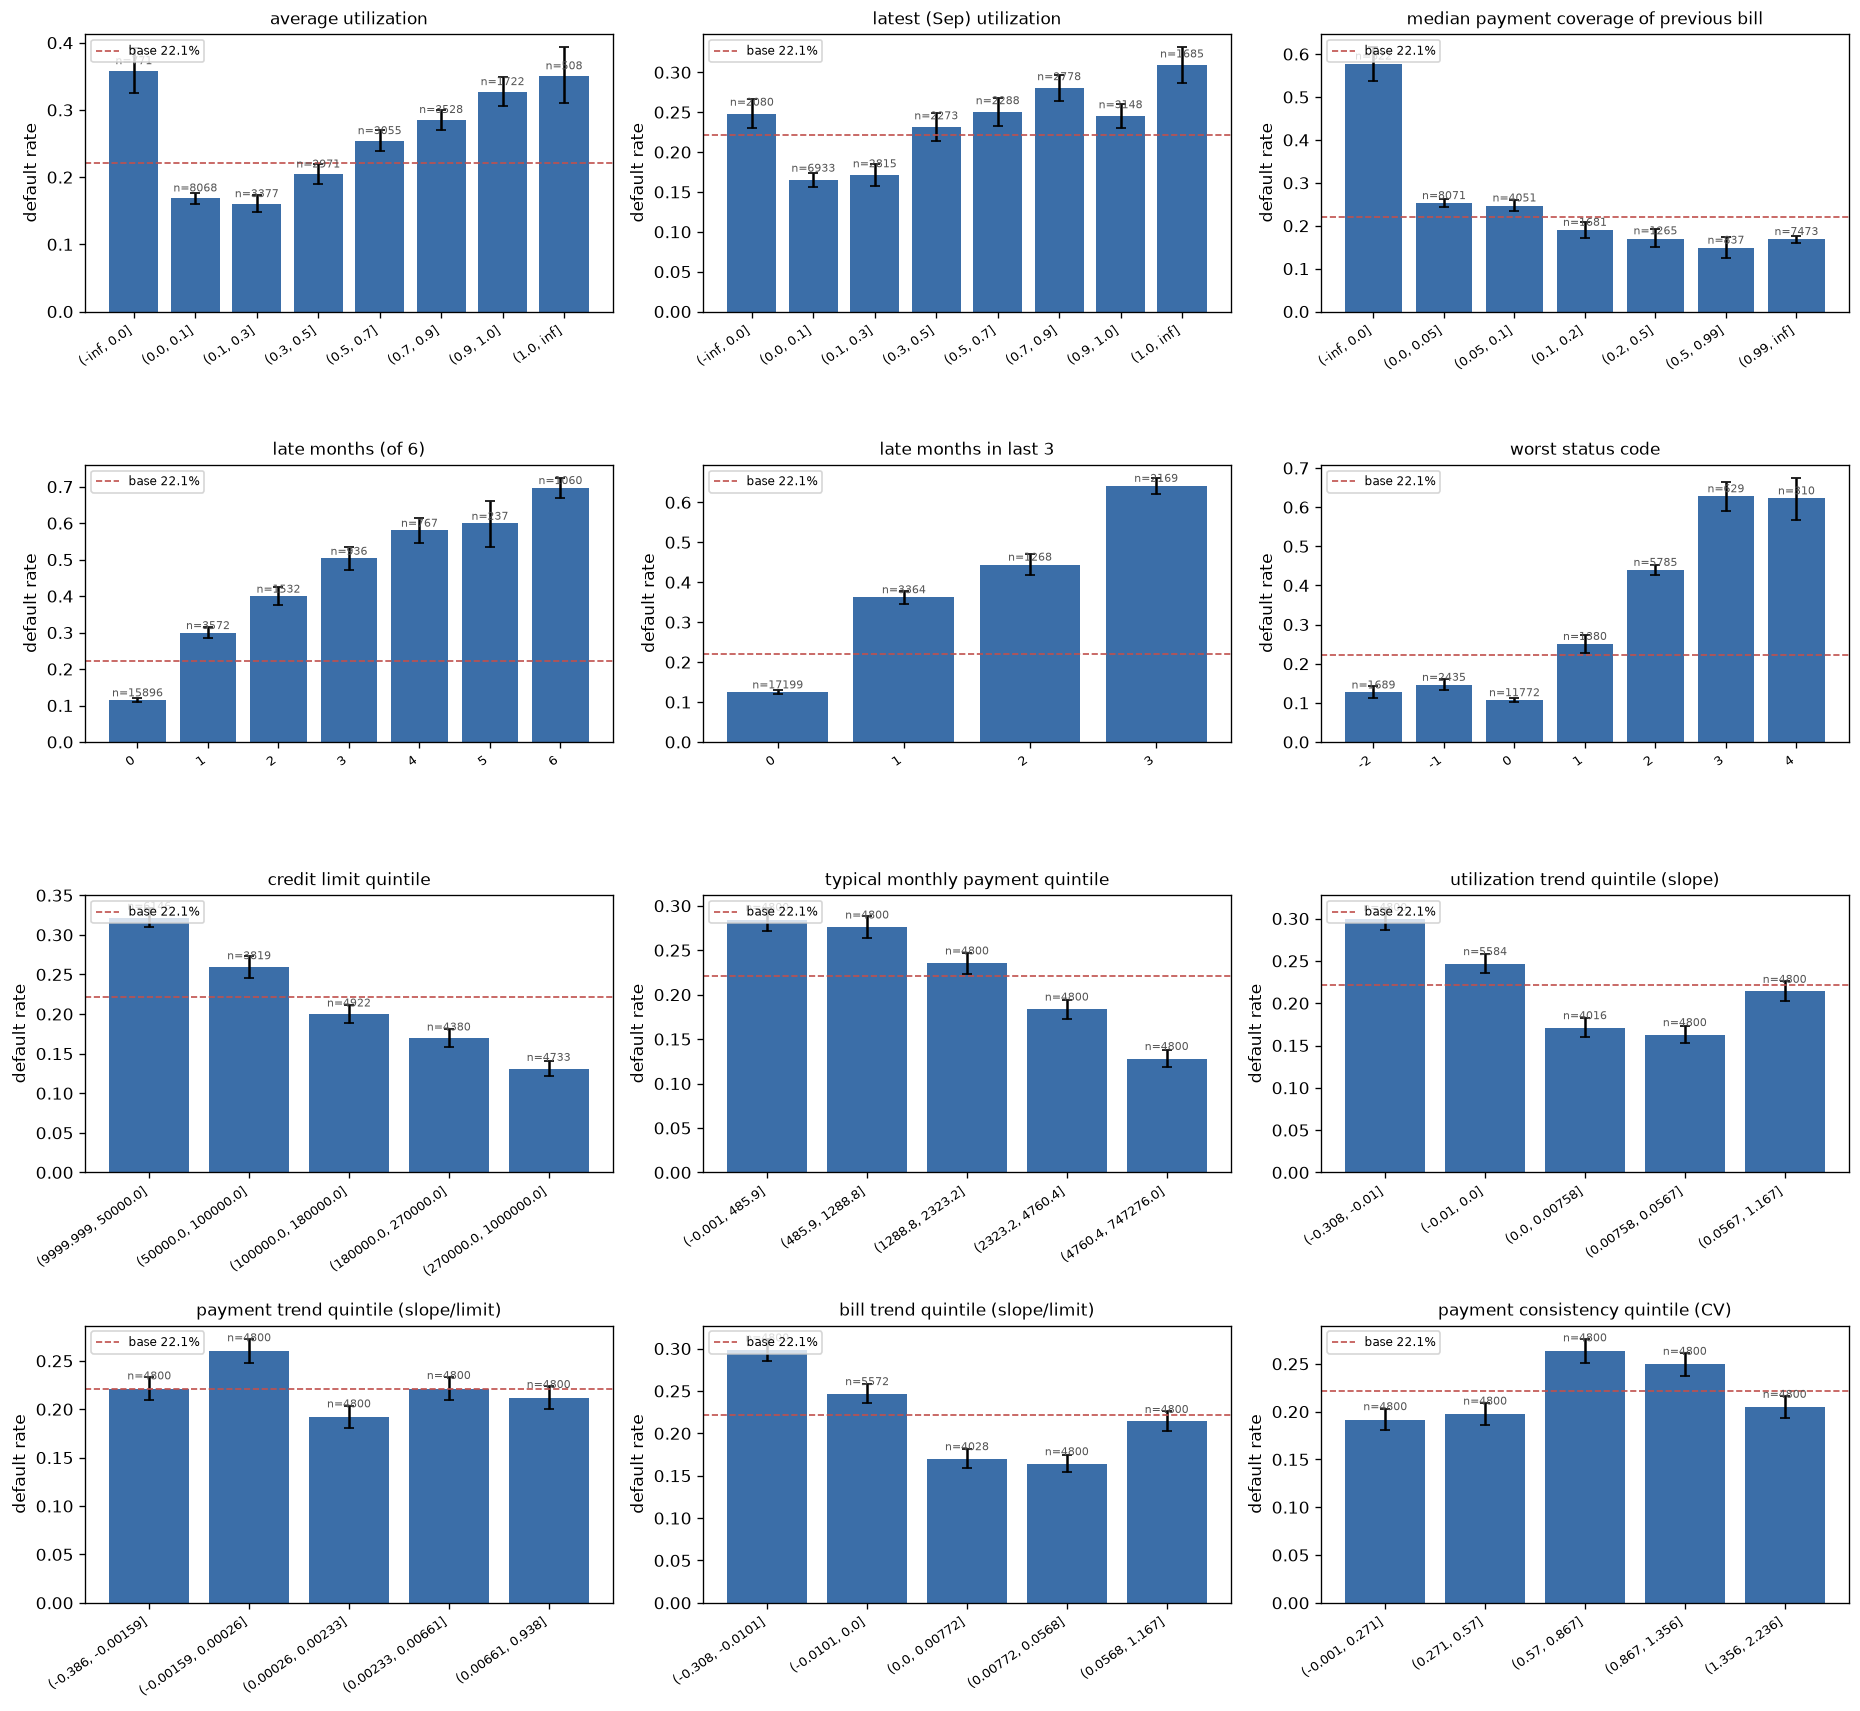 average utilization
base 22.1%
default rate
0.4
0.3
0.2
0.1
0.0
n=8068
n=3377
n=2971
n=3055
n=3528
n=1722
n=508
(-inf, 0.0]
(0.0, 0.1]
(0.1, 0.3]
(0.3, 0.5]
(0.5, 0.7]
(0.7, 0.9]
(0.9, 1.0]
(1.0, inf]
latest (Sep) utilization
base 22.1%
default rate
0.30
0.25
0.20
0.15
0.10
0.05
0.00
n=2080
n=6933
n=2815
n=2273
n=2288
n=2778
n=3148
n=1685
(-inf, 0.0]
(0.0, 0.1]
(0.1, 0.3]
(0.3, 0.5]
(0.5, 0.7]
(0.7, 0.9]
(0.9, 1.0]
(1.0, inf]
median payment coverage of previous bill
base 22.1%
default rate
0.6
0.5
0.4
0.3
0.2
0.1
0.0
n=8071
n=4051
n=1681
n=1265
n=837
n=7473
(-inf, 0.0]
(0.0, 0.05]
(0.05, 0.1]
(0.1, 0.2]
(0.2, 0.5]
(0.5, 0.99]
(0.99, inf]
late months (of 6)
base 22.1%
default rate
0.7
0.6
0.5
0.4
0.3
0.2
0.1
0.0
n=15896
n=3572
n=1532
n=936
n=767
n=237
n=1060
0
1
2
3
4
5
6
late months in last 3
base 22.1%
default rate
0.6
0.5
0.4
0.3
0.2
0.1
0.0
n=17199
n=3364
n=1268
n=2169
0
1
2
3
worst status code
base 22.1%
default rate
0.7
0.6
0.5
0.4
0.3
0.2
0.1
0.0
n=1689
n=2435
n=11772
n=1380
n=5785
n=629
n=310
-2
-1
0
1
2
3
4
credit limit quintile
base 22.1%
default rate
0.35
0.30
0.25
0.20
0.15
0.10
0.05
0.00
n=3819
n=4922
n=4380
n=4733
(9999.999, 50000.0]
(50000.0, 100000.0]
(100000.0, 180000.0]
(180000.0, 270000.0]
(270000.0, 1000000.0]
typical monthly payment quintile
base 22.1%
default rate
0.30
0.25
0.20
0.15
0.10
0.05
0.00
n=4800
n=4800
n=4800
n=4800
(-0.001, 485.9]
(485.9, 1288.8]
(1288.8, 2323.2]
(2323.2, 4760.4]
(4760.4, 747276.0]
utilization trend quintile (slope)
base 22.1%
default rate
0.30
0.25
0.20
0.15
0.10
0.05
0.00
n=5584
n=4016
n=4800
n=4800
(-0.308, -0.01]
(-0.01, 0.0]
(0.0, 0.00758]
(0.00758, 0.0567]
(0.0567, 1.167]
payment trend quintile (slope/limit)
base 22.1%
default rate
0.25
0.20
0.15
0.10
0.05
0.00
n=4800
n=4800
n=4800
n=4800
n=4800
(-0.386, -0.00159]
(-0.00159, 0.00026]
(0.00026, 0.00233]
(0.00233, 0.00661]
(0.00661, 0.938]
bill trend quintile (slope/limit)
base 22.1%
default rate
0.30
0.25
0.20
0.15
0.10
0.05
0.00
n=5572
n=4028
n=4800
n=4800
(-0.308, -0.0101]
(-0.0101, 0.0]
(0.0, 0.00772]
(0.00772, 0.0568]
(0.0568, 1.167]
payment consistency quintile (CV)
base 22.1%
default rate
0.25
0.20
0.15
0.10
0.05
0.00
n=4800
n=4800
n=4800
n=4800
n=4800
(-0.001, 0.271]
(0.271, 0.57]
(0.57, 0.867]
(0.867, 1.356]
(1.356, 2.236]